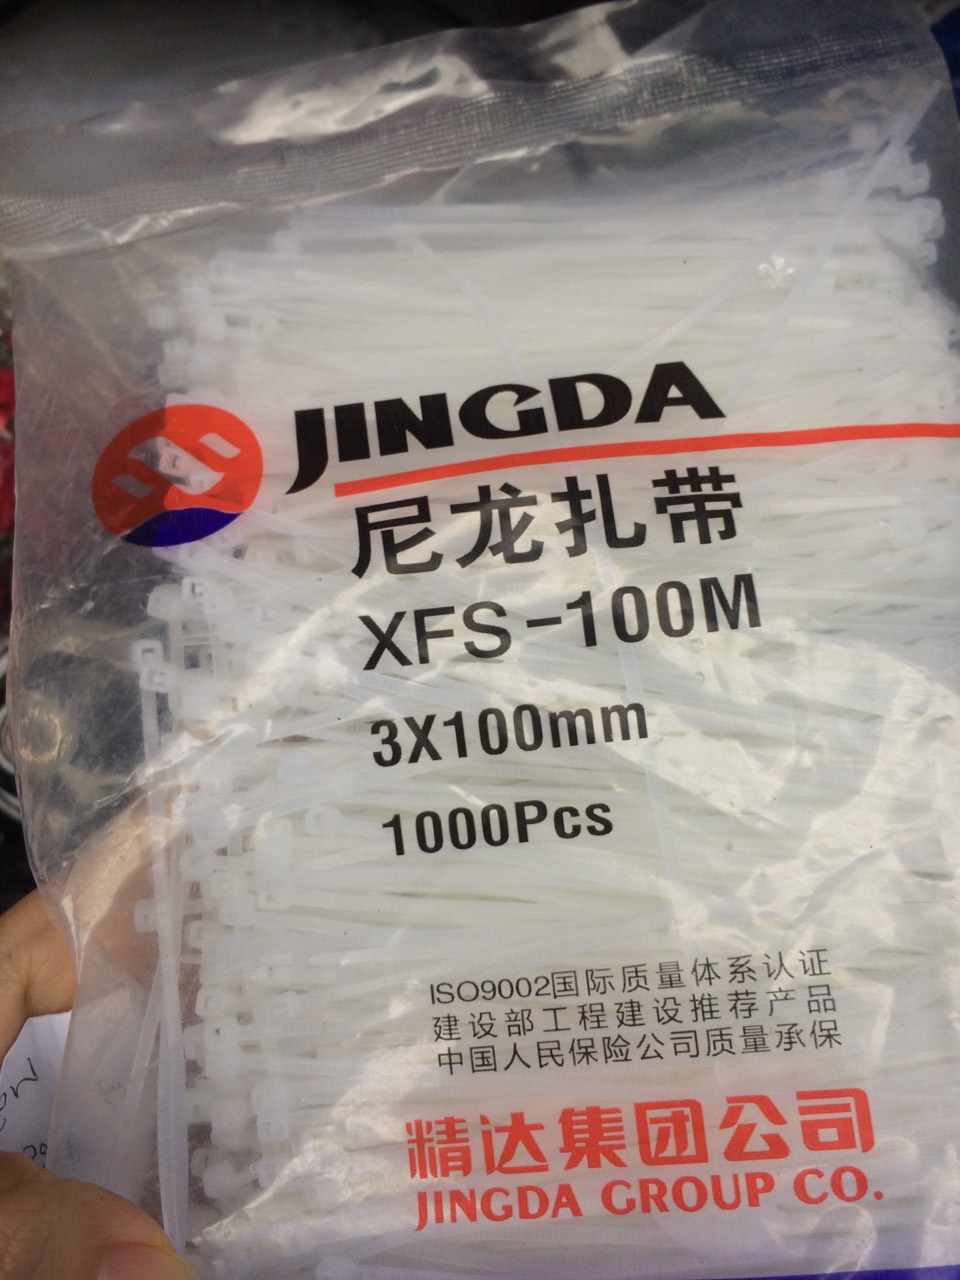 JINGDA
尼龙扎带
XFS-100M
3X100mm
1000Pcs
ISO9002国际质量体系认证
建设部工程建设推荐产品
中国人民保险公司质量承保
精达集团公司
JINGDA GROUP CO.